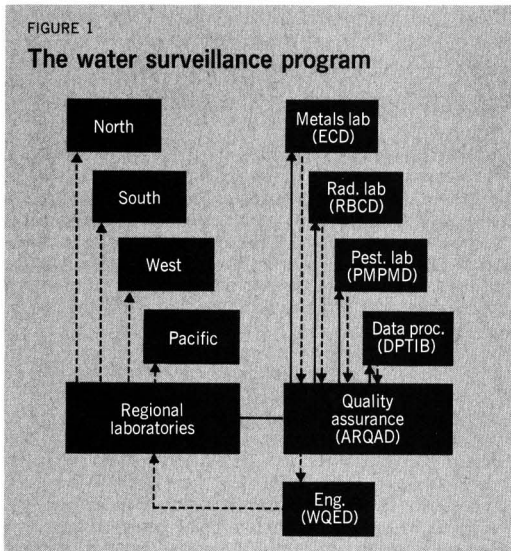 FIGURE 1
The water surveillance program
North
South
West
Pacific
Regional
laboratories
Metals lab
(ECD)
Rad. lab
(RBCD)
Pest. lab
(PMPMD)
Data proc.
(DPTIB)
Quality
assurance
(ARQAD)
Eng.
(WQED)